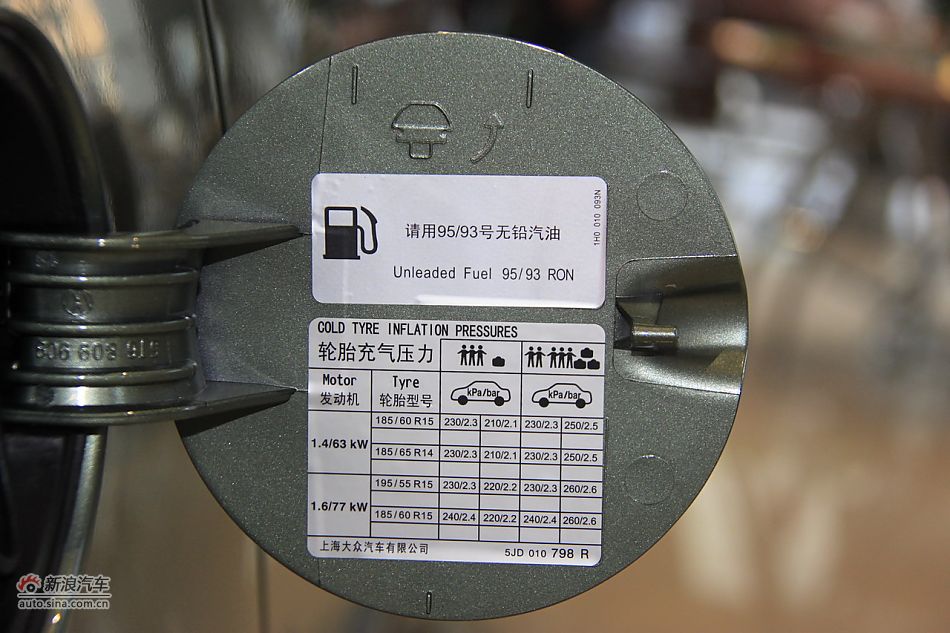 1H0 010 093N
请用95/93号无铅汽油
Unleaded Fuel 95/93 RON
COLD TYRE INFLATION PRESSURES
轮胎充气压力
Motor Tyre kPa/bar kPa/bar
发动机 轮胎型号
1.4/63 kW
185/60 R15 230/2.3 210/2.1 230/2.3 250/2.5
185/65 R14 230/2.3 210/2.1 230/2.3 250/2.5
1.6/77 kW
195/55 R15 230/2.3 220/2.2 230/2.3 260/2.6
185/60 R15 240/2.4 220/2.2 240/2.4 260/2.6
上海大众汽车有限公司 5JD 010 798 R
新浪汽车
auto.sina.com.cn